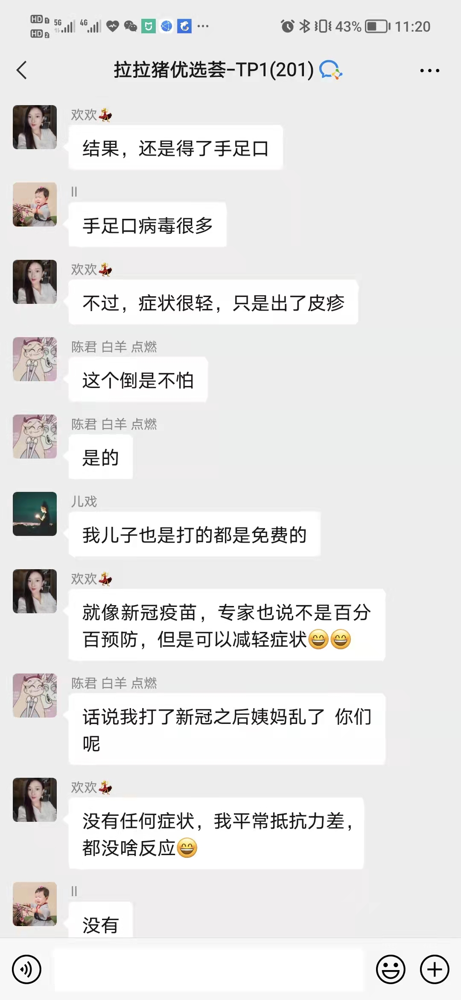 HD 1 5G 4G 43% 11:20
HD 2
拉拉猪优选荟-TP1(201)
欢欢
结果，还是得了手足口
II
手足口病毒很多
欢欢
不过，症状很轻，只是出了皮疹
陈君 白羊 点燃
这个倒是不怕
陈君 白羊 点燃
是的
儿戏
我儿子也是打的都是免费的
欢欢
就像新冠疫苗，专家也说不是百分
百预防，但是可以减轻症状😄😄
陈君 白羊 点燃
话说我打了新冠之后姨妈乱了 你们
呢
欢欢
没有任何症状，我平常抵抗力差，
都没啥反应😄
II
没有